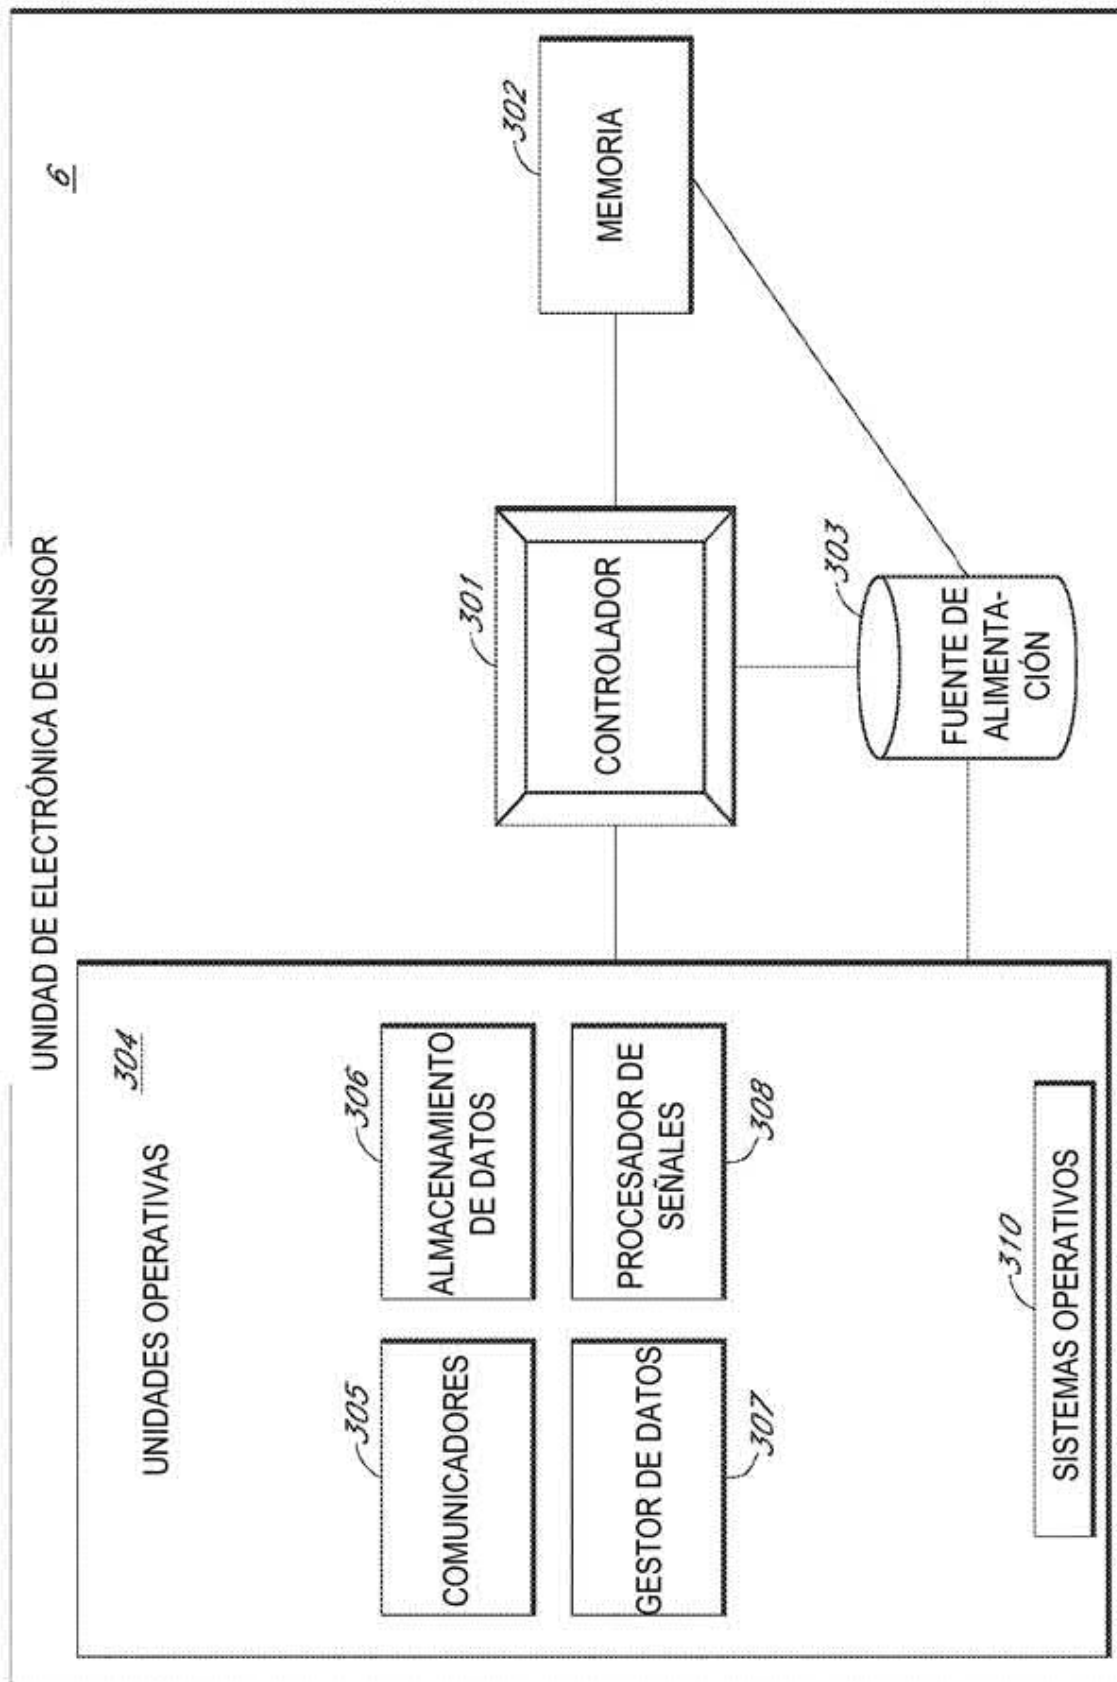 UNIDAD DE ELECTRÓNICA DE SENSOR
6
UNIDADES OPERATIVAS
304
305
COMUNICADORES
306
ALMACENAMIENTO
DE DATOS
GESTOR DE DATOS
307
PROCESADOR DE
SEÑALES
308
310
SISTEMAS OPERATIVOS
301
CONTROLADOR
302
MEMORIA
303
FUENTE DE
ALIMENTA-
CIÓN